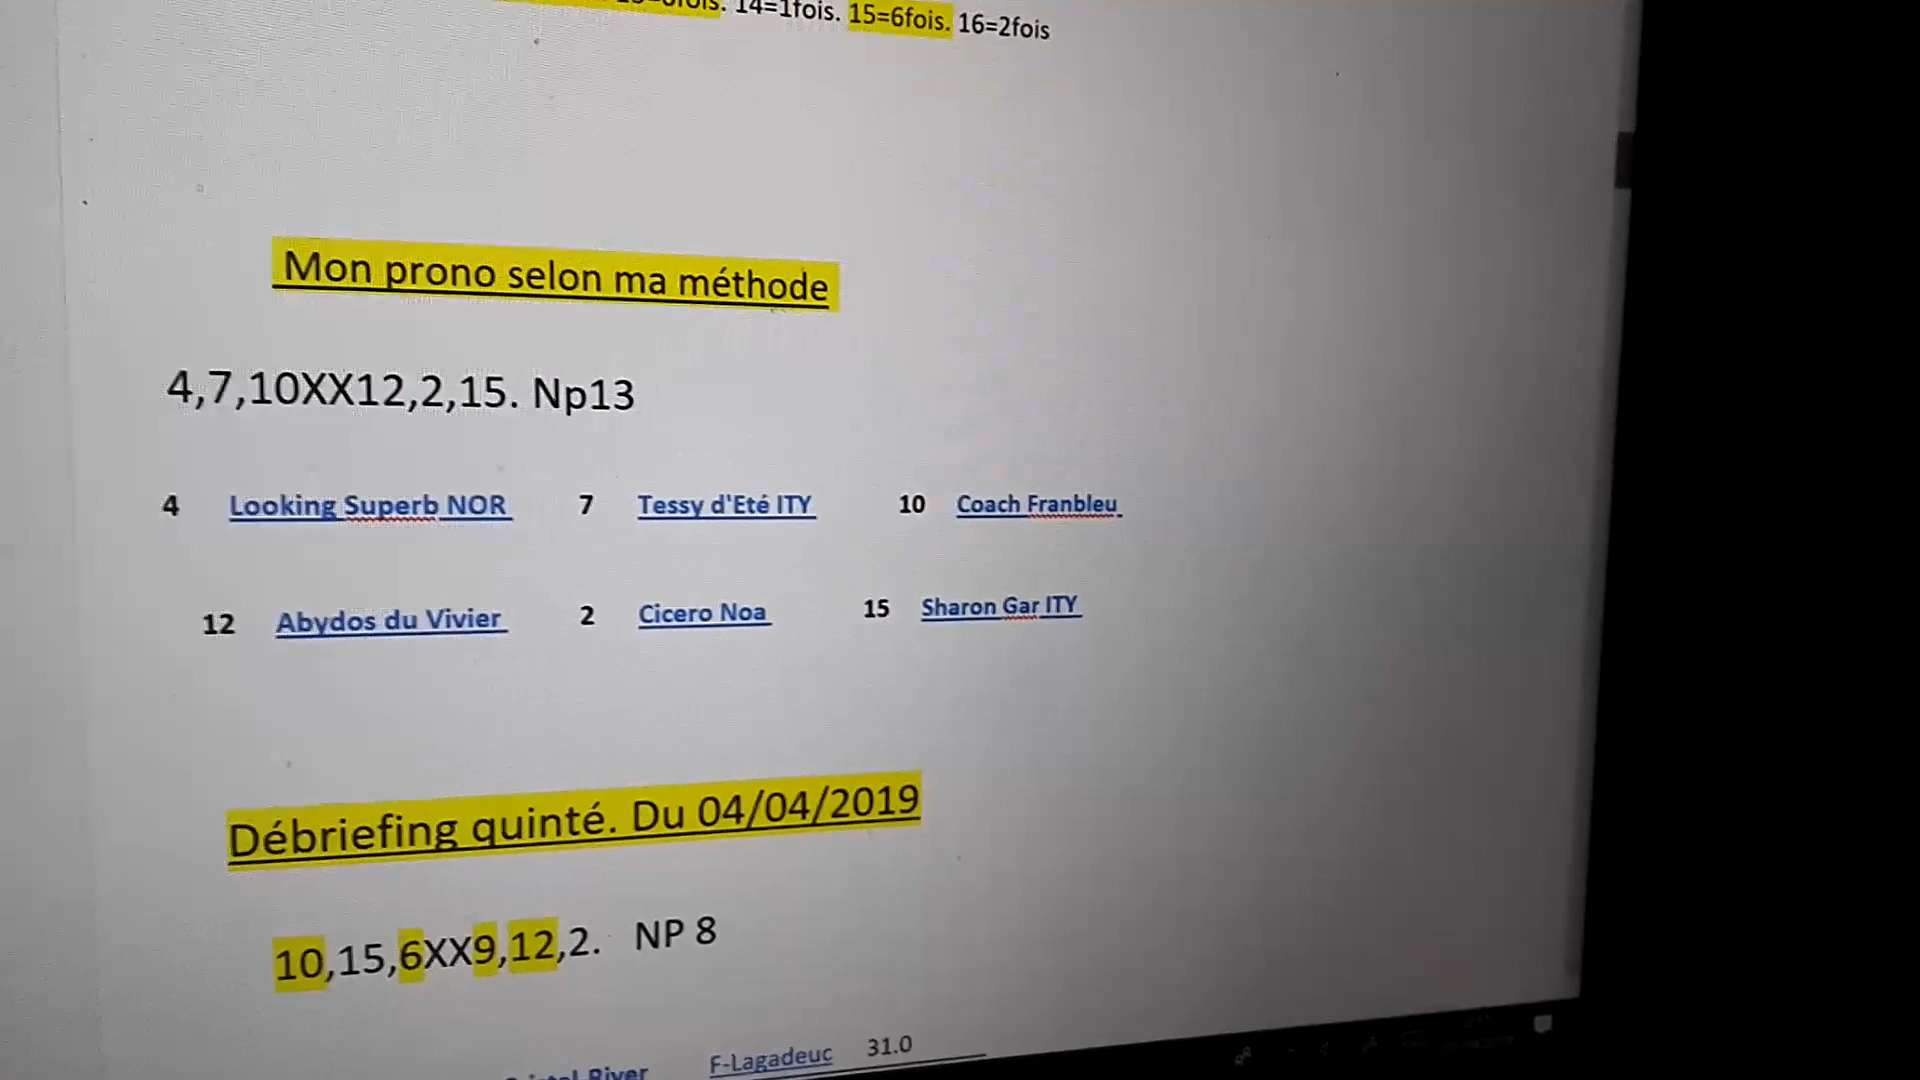 14=1fois. 15=6fois. 16=2fois
Mon prono selon ma méthode
4,7,10XX12,2,15. Np13
4 Looking Superb NOR 7 Tessy d'Eté ITY 10 Coach Franbleu
12 Abydos du Vivier 2 Cicero Noa 15 Sharon Gar ITY
Débriefing quinté. Du 04/04/2019
10,15,6XX9,12,2. NP 8
River F-Lagadeuc 31.0